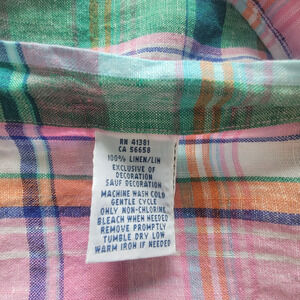 RN 41381
CA 56658
100% LINEN/LIN
EXCLUSIVE OF
DECORATION
SAUF DECORATION
MACHINE WASH COLD
GENTLE CYCLE
ONLY NON-CHLORINE
BLEACH WHEN NEEDED
REMOVE PROMPTLY
TUMBLE DRY LOW
WARM IRON IF NEEDED